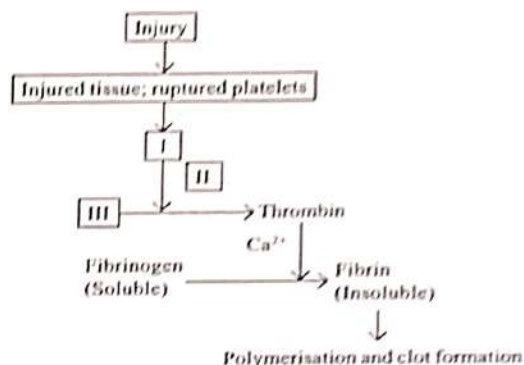 Injury
Injured tissue; ruptured platelets
I
II
III
Thrombin
Ca²⁺
Fibrinogen
(Soluble)
Fibrin
(Insoluble)
Polymerisation and clot formation